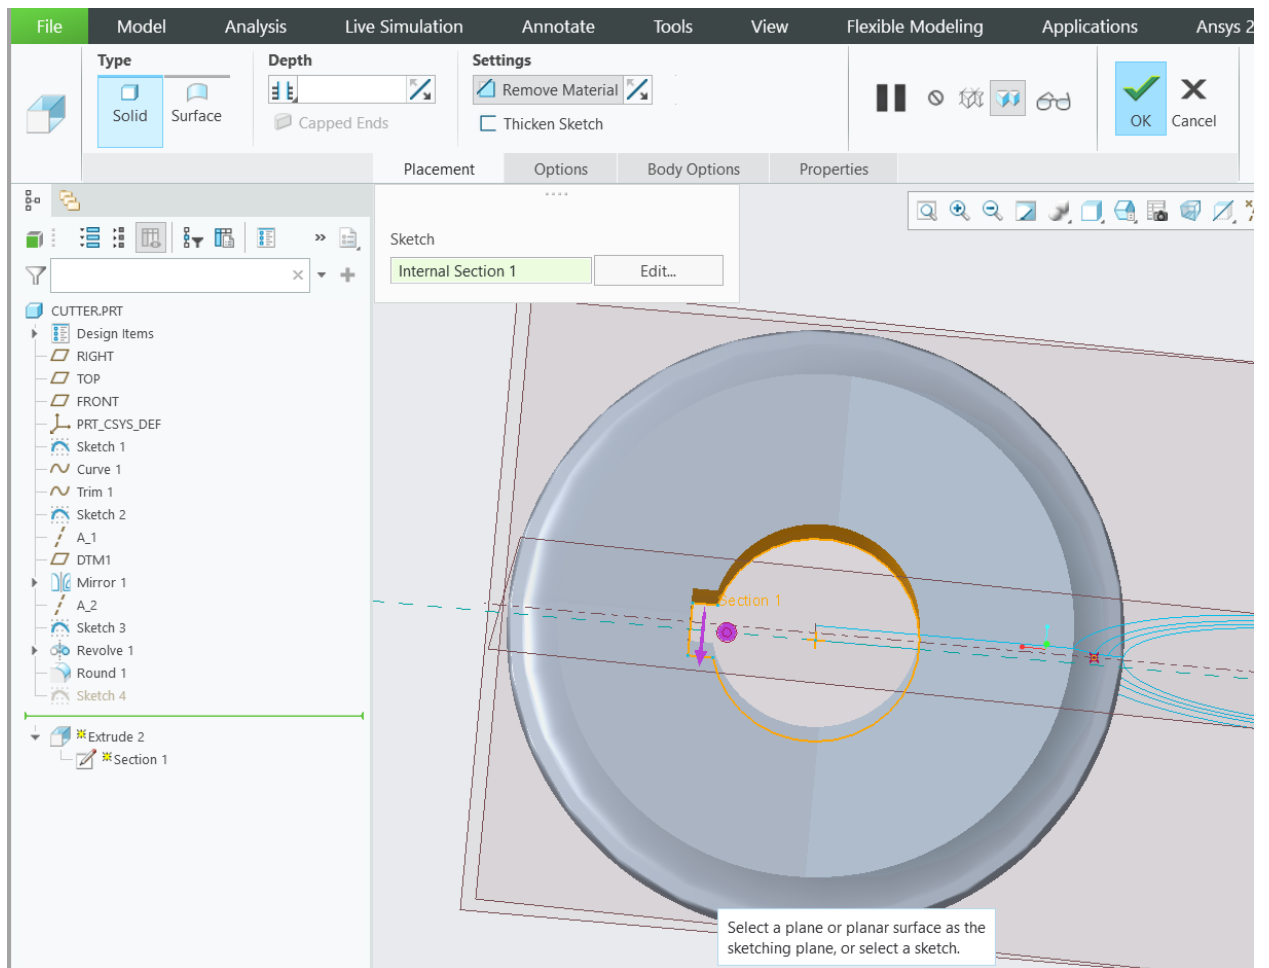 File Model Analysis Live Simulation Annotate Tools View Flexible Modeling Applications Ansys 2
Type Depth Settings
Solid Surface
Remove Material
Capped Ends
Thicken Sketch
OK Cancel
Placement Options Body Options Properties
Sketch
Internal Section 1 Edit...
CUTTER.PRT
Design Items
RIGHT
TOP
FRONT
PRT_CSYS_DEF
Sketch 1
Curve 1
Trim 1
Sketch 2
A_1
DTM1
Mirror 1
A_2
Sketch 3
Revolve 1
Round 1
Sketch 4
Extrude 2
Section 1
Section 1
Select a plane or planar surface as the
sketching plane, or select a sketch.